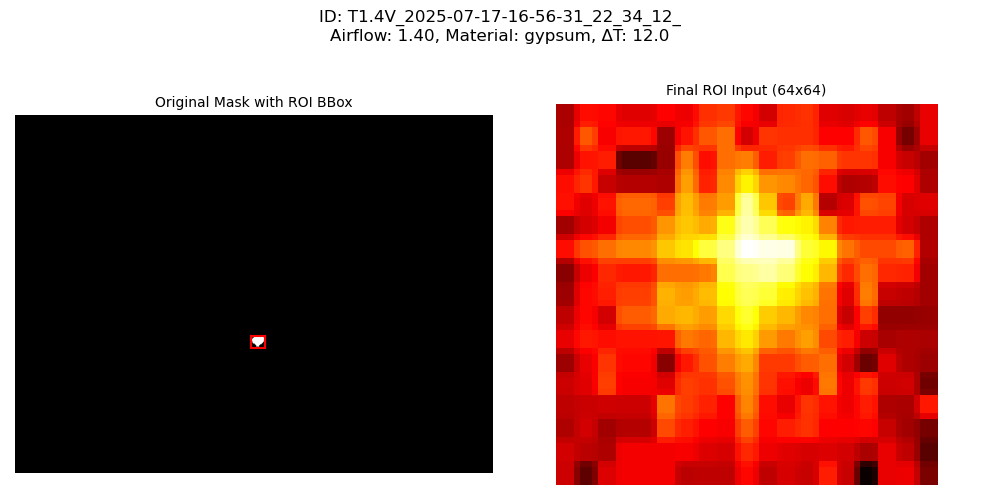 ID: T1.4V_2025-07-17-16-56-31_22_34_12_
Airflow: 1.40, Material: gypsum, ΔT: 12.0
Original Mask with ROI BBox
Final ROI Input (64x64)